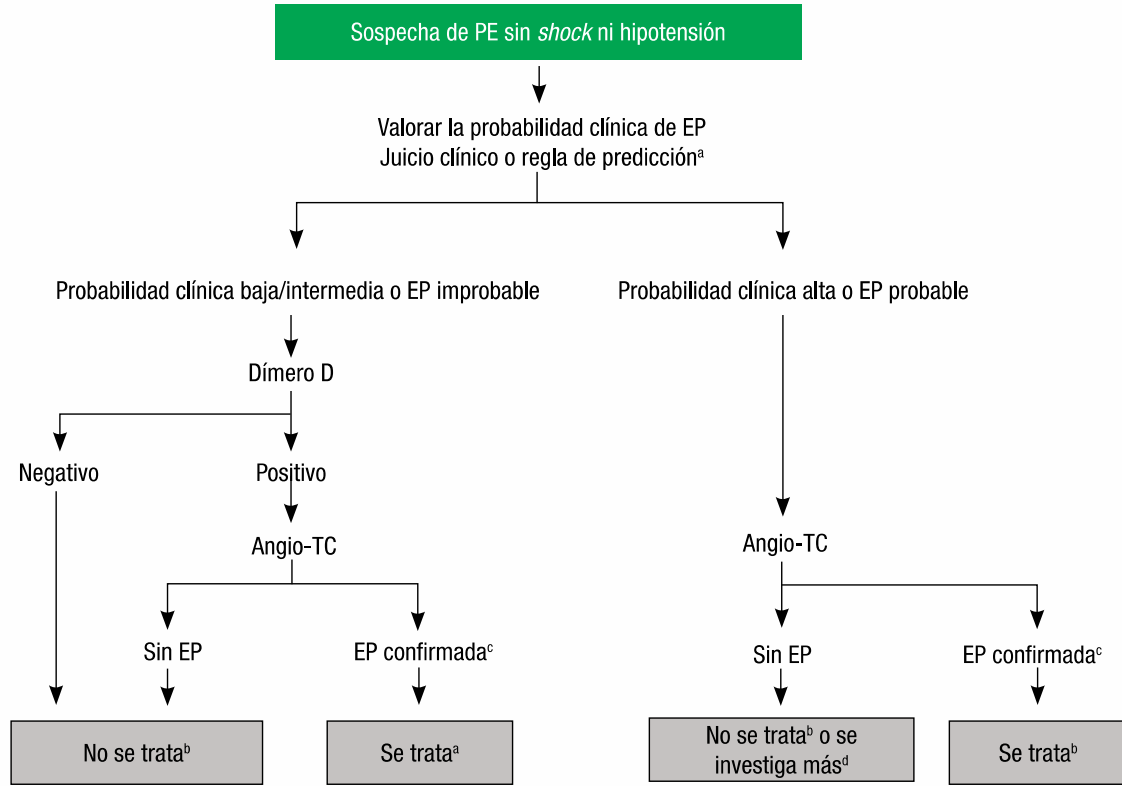 Sospecha de PE sin shock ni hipotensión
Valorar la probabilidad clínica de EP
Juicio clínico o regla de predicciónᵃ
Probabilidad clínica baja/intermedia o EP improbable
Probabilidad clínica alta o EP probable
Dímero D
Negativo
Positivo
Angio-TC
Angio-TC
Sin EP
EP confirmadaᶜ
Sin EP
EP confirmadaᶜ
No se trataᵇ
Se trataᵃ
No se trataᵇ o se
investiga másᵈ
Se trataᵇ